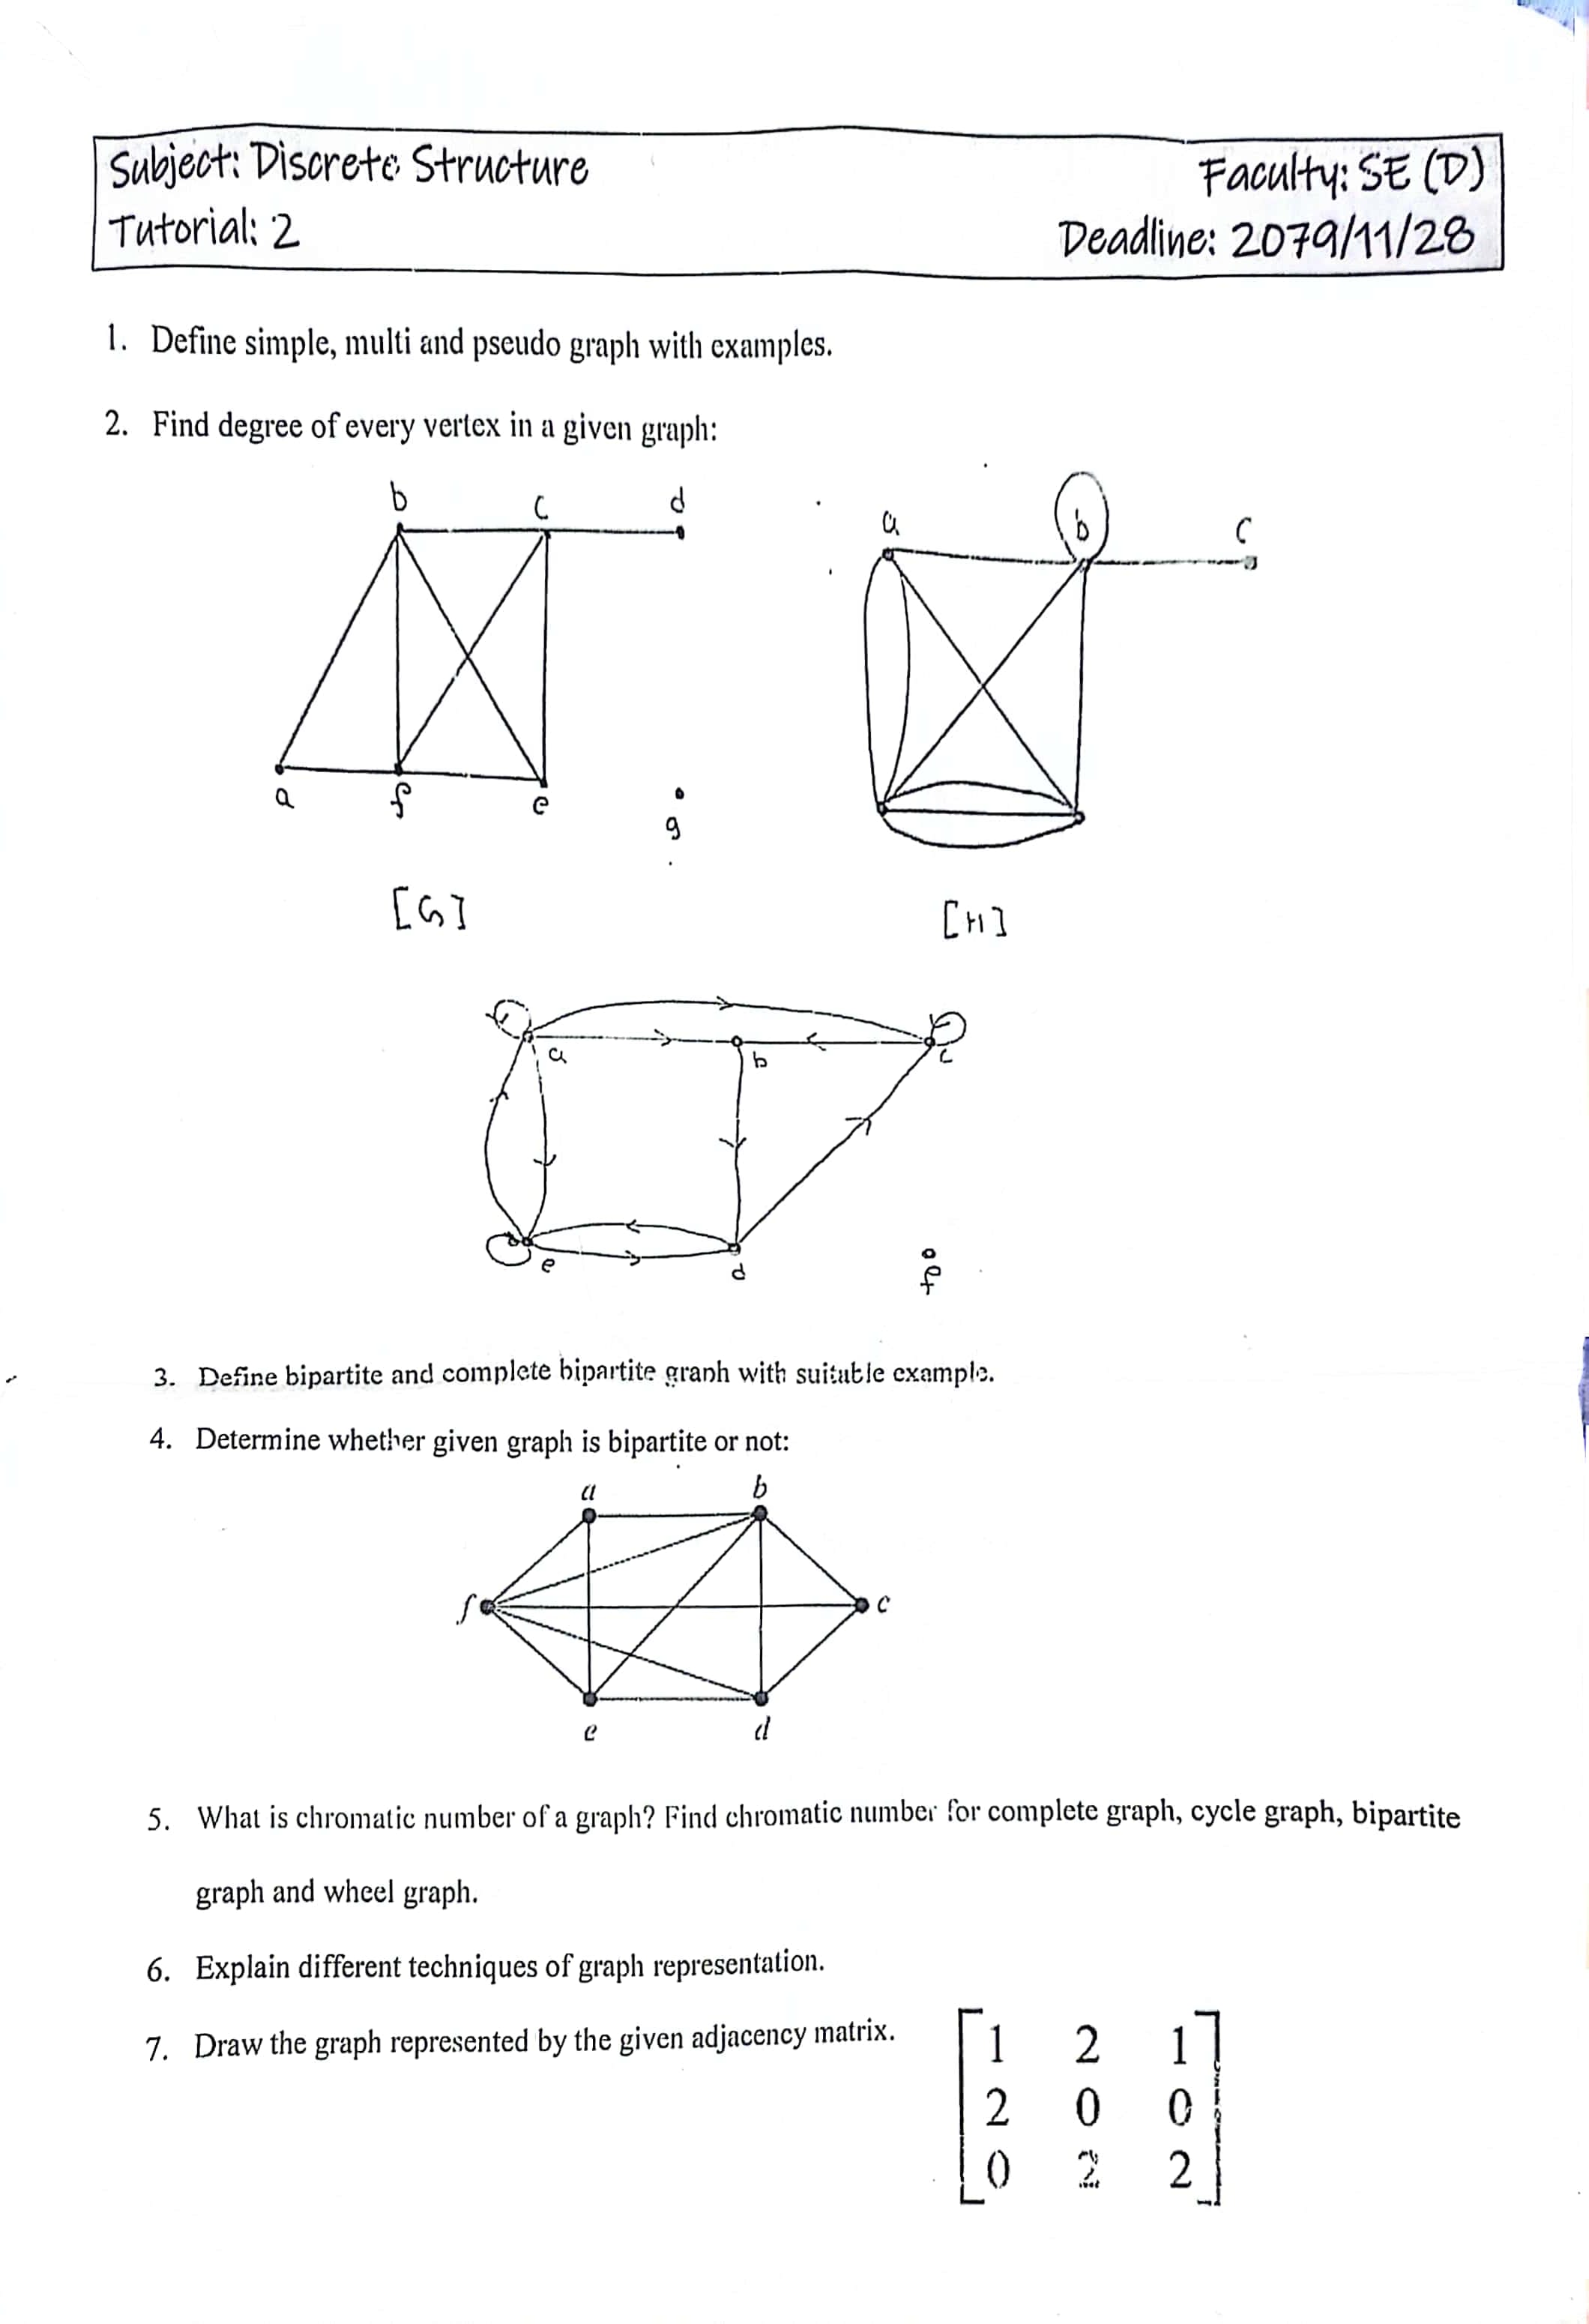 Subject: Discrete Structure
Faculty: SE (D)
Tutorial: 2
Deadline: 2079/11/28
1. Define simple, multi and pseudo graph with examples.
2. Find degree of every vertex in a given graph:
b c d
a b c
a f e
g
[G]
[H]
a b c
e d f
3. Define bipartite and complete bipartite graph with suitable example.
4. Determine whether given graph is bipartite or not:
a b
f c
e d
5. What is chromatic number of a graph? Find chromatic number for complete graph, cycle graph, bipartite
graph and wheel graph.
6. Explain different techniques of graph representation.
7. Draw the graph represented by the given adjacency matrix.
1 2 1
2 0 0
0 2 2